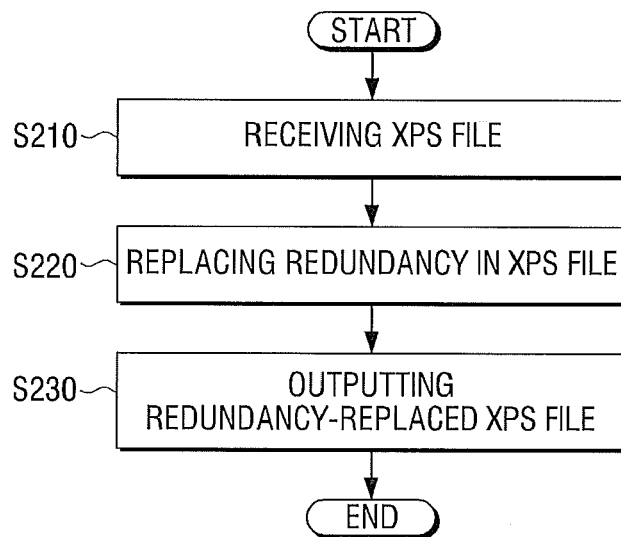 START
S210
RECEIVING XPS FILE
S220
REPLACING REDUNDANCY IN XPS FILE
S230
OUTPUTTING
REDUNDANCY-REPLACED XPS FILE
END